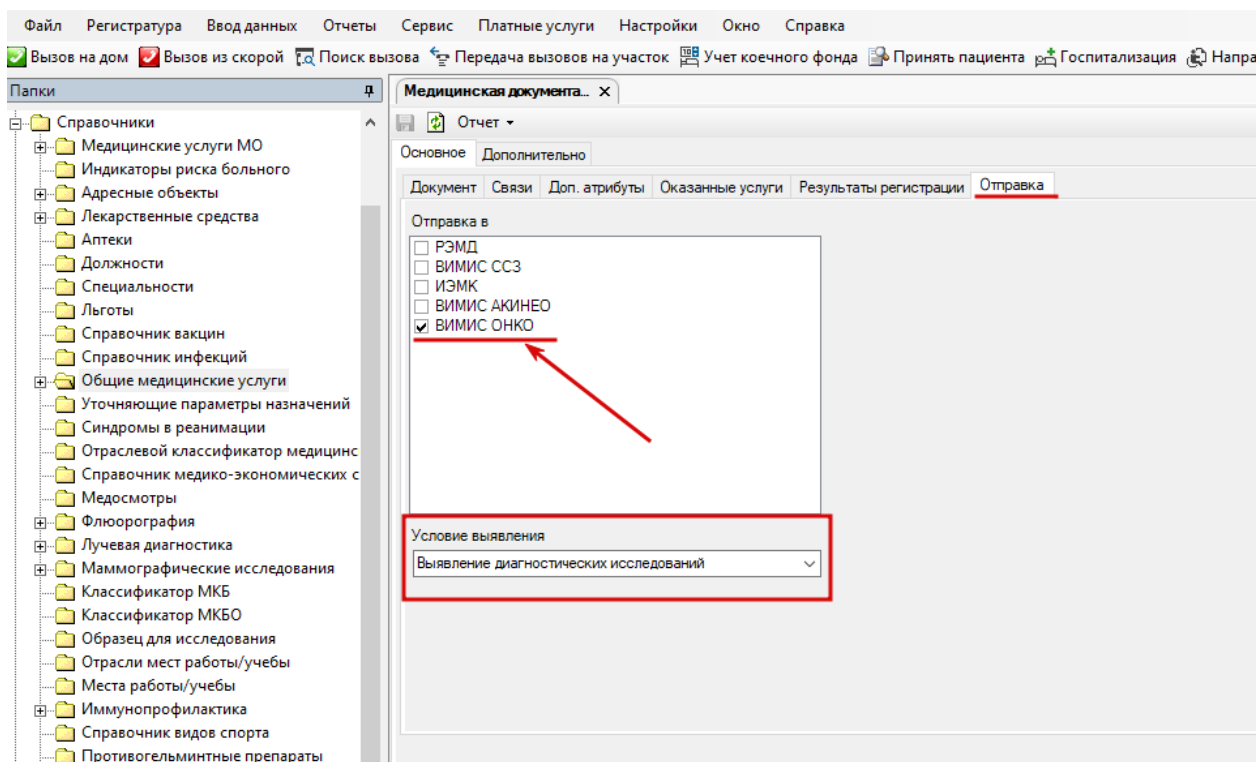 Файл Регистратура Ввод данных Отчеты Сервис Платные услуги Настройки Окно Справка
Вызов на дом Вызов из скорой Поиск вызова Передача вызовов на участок Учет коечного фонда Принять пациента Госпитализация Напра
Папки
Справочники
Медицинские услуги МО
Индикаторы риска больного
Адресные объекты
Лекарственные средства
Аптеки
Должности
Специальности
Льготы
Справочник вакцин
Справочник инфекций
Общие медицинские услуги
Уточняющие параметры назначений
Синдромы в реанимации
Отраслевой классификатор медицинс
Справочник медико-экономических с
Медосмотры
Флюорография
Лучевая диагностика
Маммографические исследования
Классификатор МКБ
Классификатор МКБО
Образец для исследования
Отрасли мест работы/учебы
Места работы/учебы
Иммунопрофилактика
Справочник видов спорта
Противогельминтные препараты
Медицинская документа... X
Отчет
Основное Дополнительно
Документ Связи Доп. атрибуты Оказанные услуги Результаты регистрации Отправка
Отправка в
РЭМД
ВИМИС ССЗ
ИЭМК
ВИМИС АКИНЕО
ВИМИС ОНКО
Условие выявления
Выявление диагностических исследований